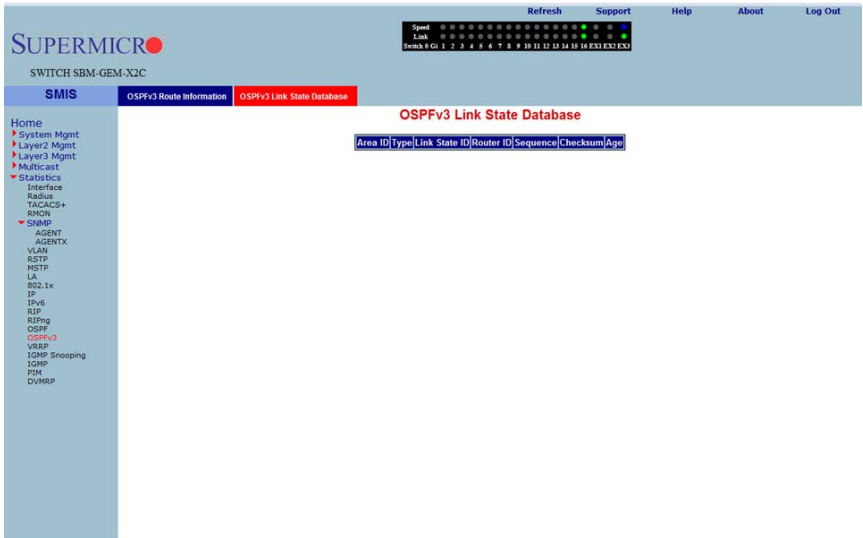 Refresh Support Help About Log Out
SUPERMICRO
SWITCH SBM-GEM-X2C
Speed
Link
Switch 0 Gi 1 2 3 4 5 6 7 8 9 10 11 12 13 14 15 16 EX1 EX2 EX3
SMIS
OSPFv3 Route Information OSPFv3 Link State Database
OSPFv3 Link State Database
Area ID Type Link State ID Router ID Sequence Checksum Age
Home
System Mgmt
Layer2 Mgmt
Layer3 Mgmt
Multicast
Statistics
Interface
Radius
TACACS+
RMON
SNMP
AGENT
AGENTX
VLAN
RSTP
MSTP
LA
802.1x
IP
IPv6
RIP
RIPng
OSPF
OSPFv3
VRRP
IGMP Snooping
IGMP
PIM
DVMRP